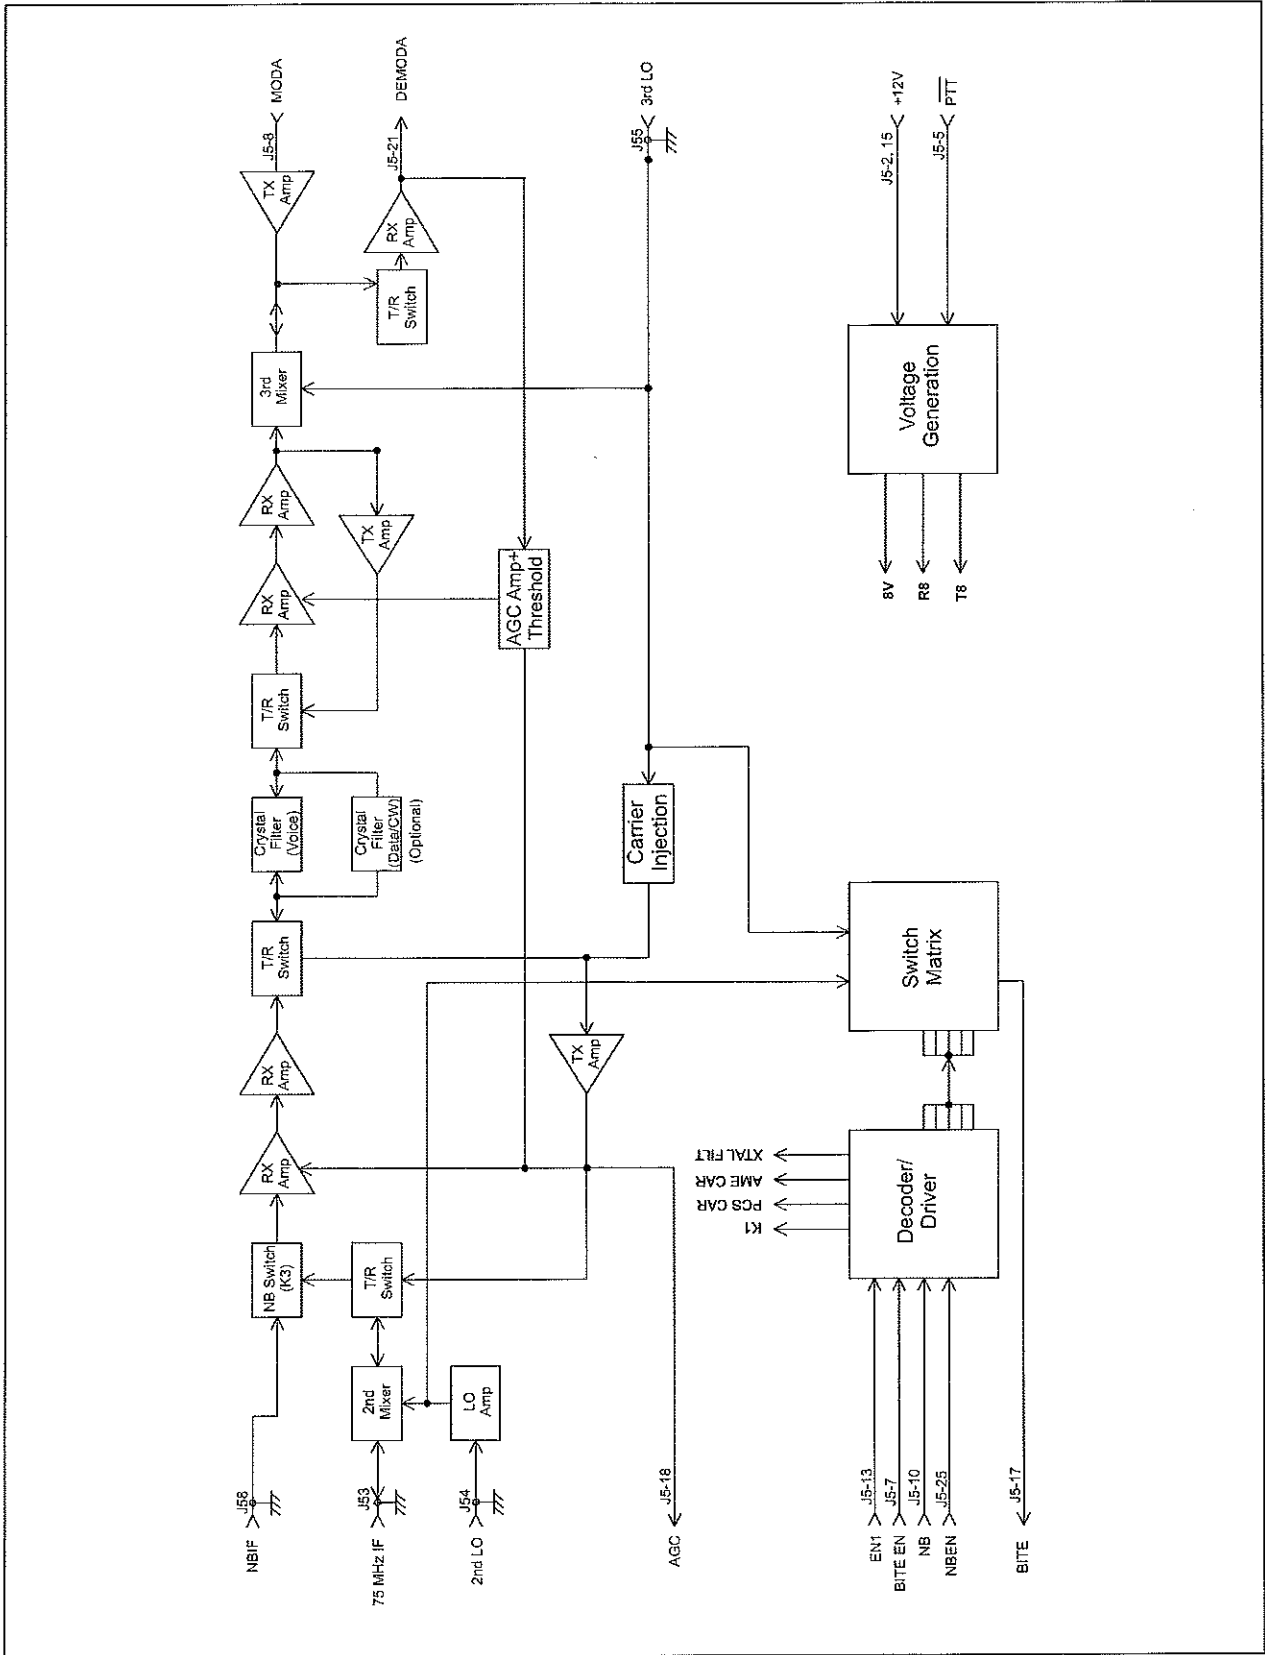 NBIF
J58
NB Switch
(K3)
RX
Amp
RX
Amp
T/R
Switch
Crystal
Filter
(Voice)
T/R
Switch
RX
Amp
RX
Amp
3rd
Mixer
TX
Amp
J5-8
MODA
75 MHz IF
J53
2nd
Mixer
T/R
Switch
Crystal
Filter
(Data/CW)
(Optional)
TX
Amp
T/R
Switch
RX
Amp
J5-21
DEMODA
2nd LO
J54
LO
Amp
AGC Amp+
Threshold
TX
Amp
Carrier
Injection
J55
3rd LO
AGC
J5-18
K1
PCS CAR
AME CAR
XTAL FILT
EN1
J5-13
BITE EN
J5-7
NB
J5-10
NBEN
J5-25
Decoder/
Driver
Switch
Matrix
BITE
J5-17
8V
R8
T8
Voltage
Generation
J5-2, 15
+12V
J5-5
PTT